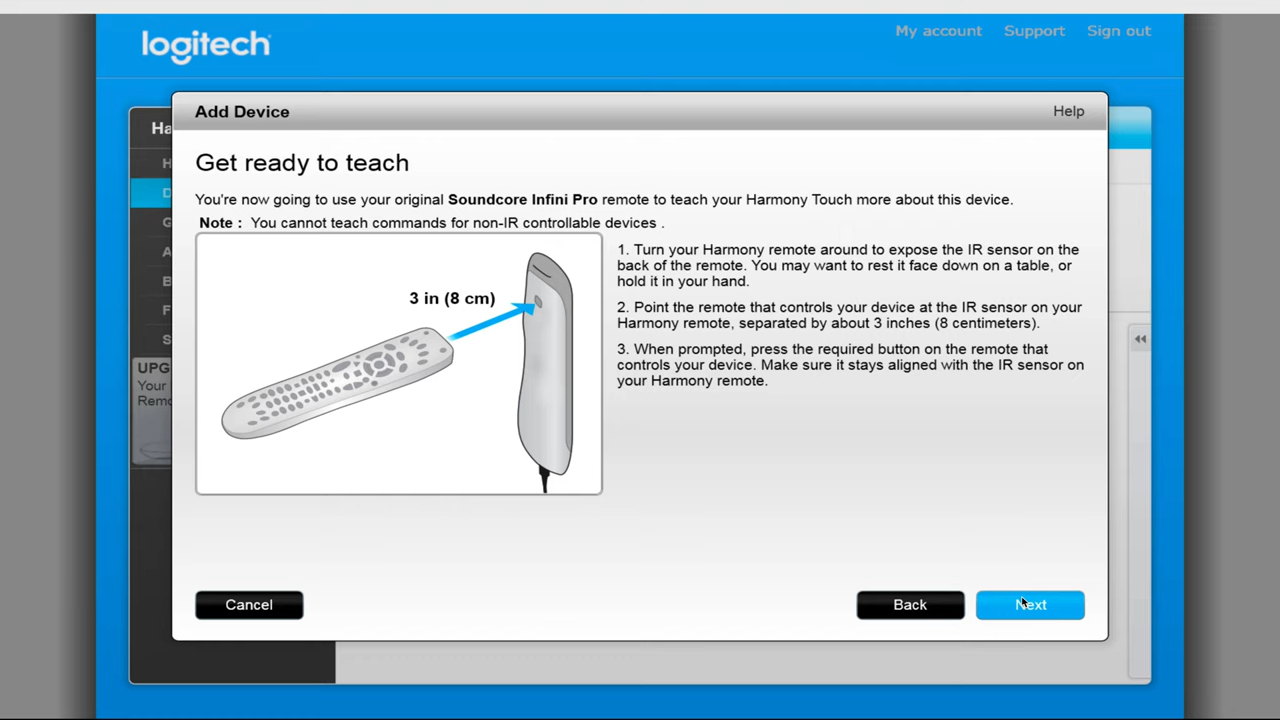 logitech
My account Support Sign out
Add Device
Help
Ha
H
D
G
A
B
F
S
UPG
Your
Remo
Get ready to teach
You're now going to use your original Soundcore Infini Pro remote to teach your Harmony Touch more about this device.
Note : You cannot teach commands for non-IR controllable devices .
3 in (8 cm)
1. Turn your Harmony remote around to expose the IR sensor on the
back of the remote. You may want to rest it face down on a table, or
hold it in your hand.
2. Point the remote that controls your device at the IR sensor on your
Harmony remote, separated by about 3 inches (8 centimeters).
3. When prompted, press the required button on the remote that
controls your device. Make sure it stays aligned with the IR sensor on
your Harmony remote.
Cancel
Back
Next